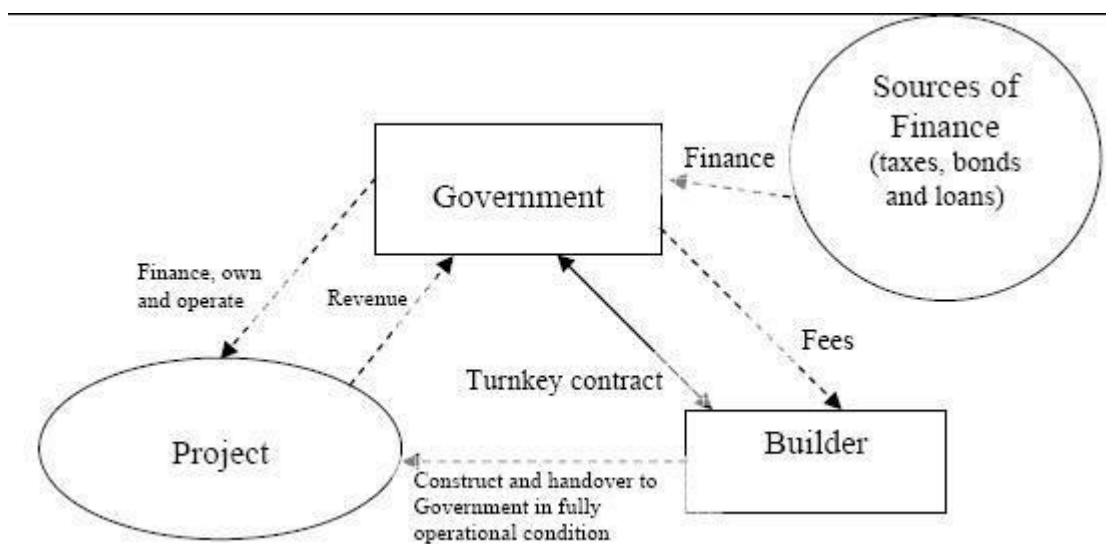 Sources of
Finance
(taxes, bonds
and loans)
Finance
Government
Finance, own
and operate
Revenue
Fees
Turnkey contract
Builder
Project
Construct and handover to
Government in fully
operational condition